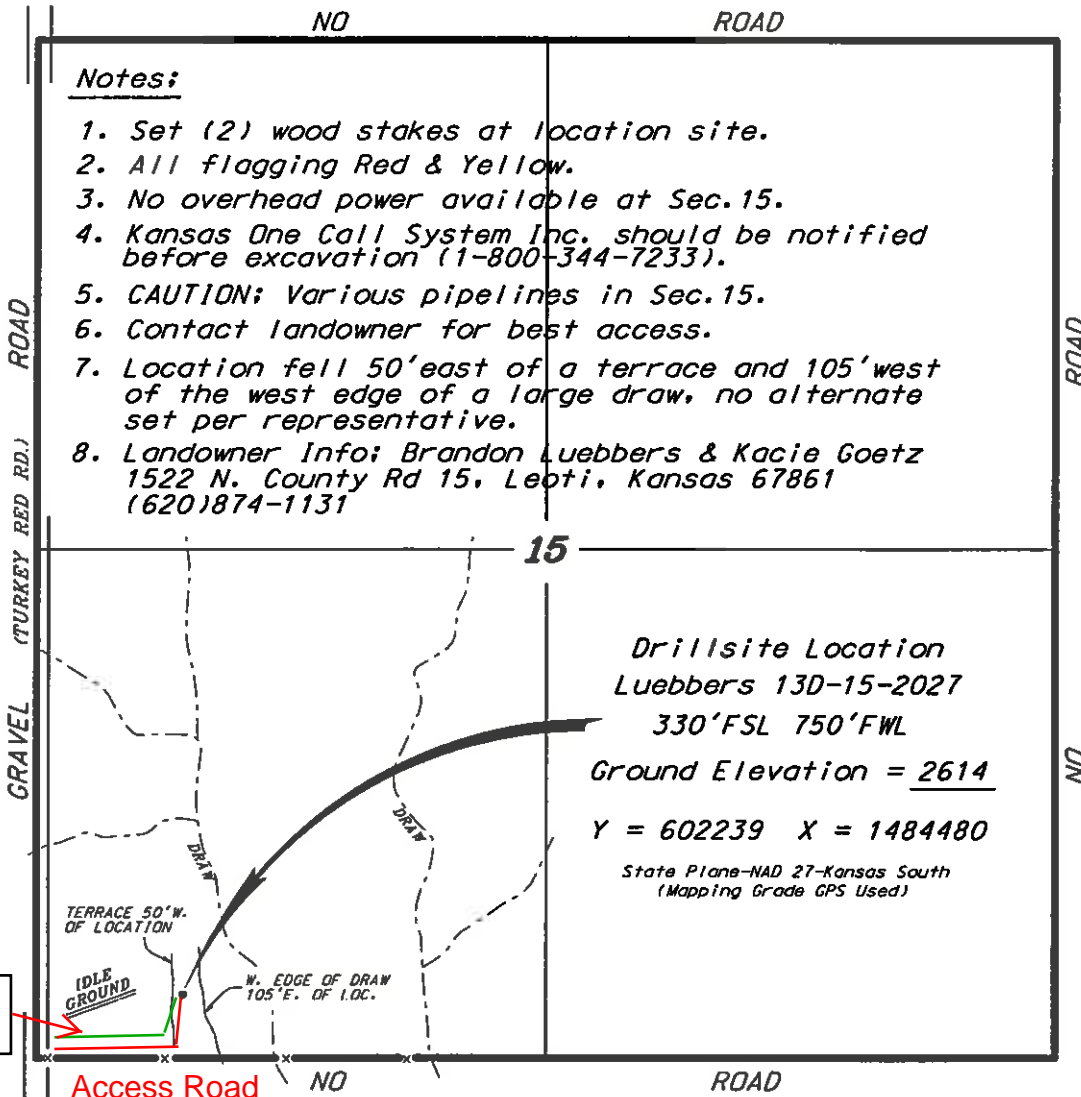 NO ROAD
Notes:
1. Set (2) wood stakes at location site.
2. All flagging Red & Yellow.
3. No overhead power available at Sec.15.
4. Kansas One Call System Inc. should be notified
before excavation (1-800-344-7233).
5. CAUTION: Various pipelines in Sec.15.
6. Contact landowner for best access.
7. Location fell 50'east of a terrace and 105'west
of the west edge of a large draw, no alternate
set per representative.
8. Landowner Info: Brandon Luebbers & Kacie Goetz
1522 N. County Rd 15, Leoti, Kansas 67861
(620)874-1131
GRAVEL (TURKEY RED RD.) ROAD
NO ROAD
15
Drillsite Location
Luebbers 13D-15-2027
330'FSL 750'FWL
Ground Elevation = 2614
Y = 602239 X = 1484480
State Plane-NAD 27-Kansas South
(Mapping Grade GPS Used)
DRAW
DRAW
TERRACE 50'W.
OF LOCATION
IDLE
GROUND
W. EDGE OF DRAW
105'E. OF LOC.
Access Road
NO ROAD